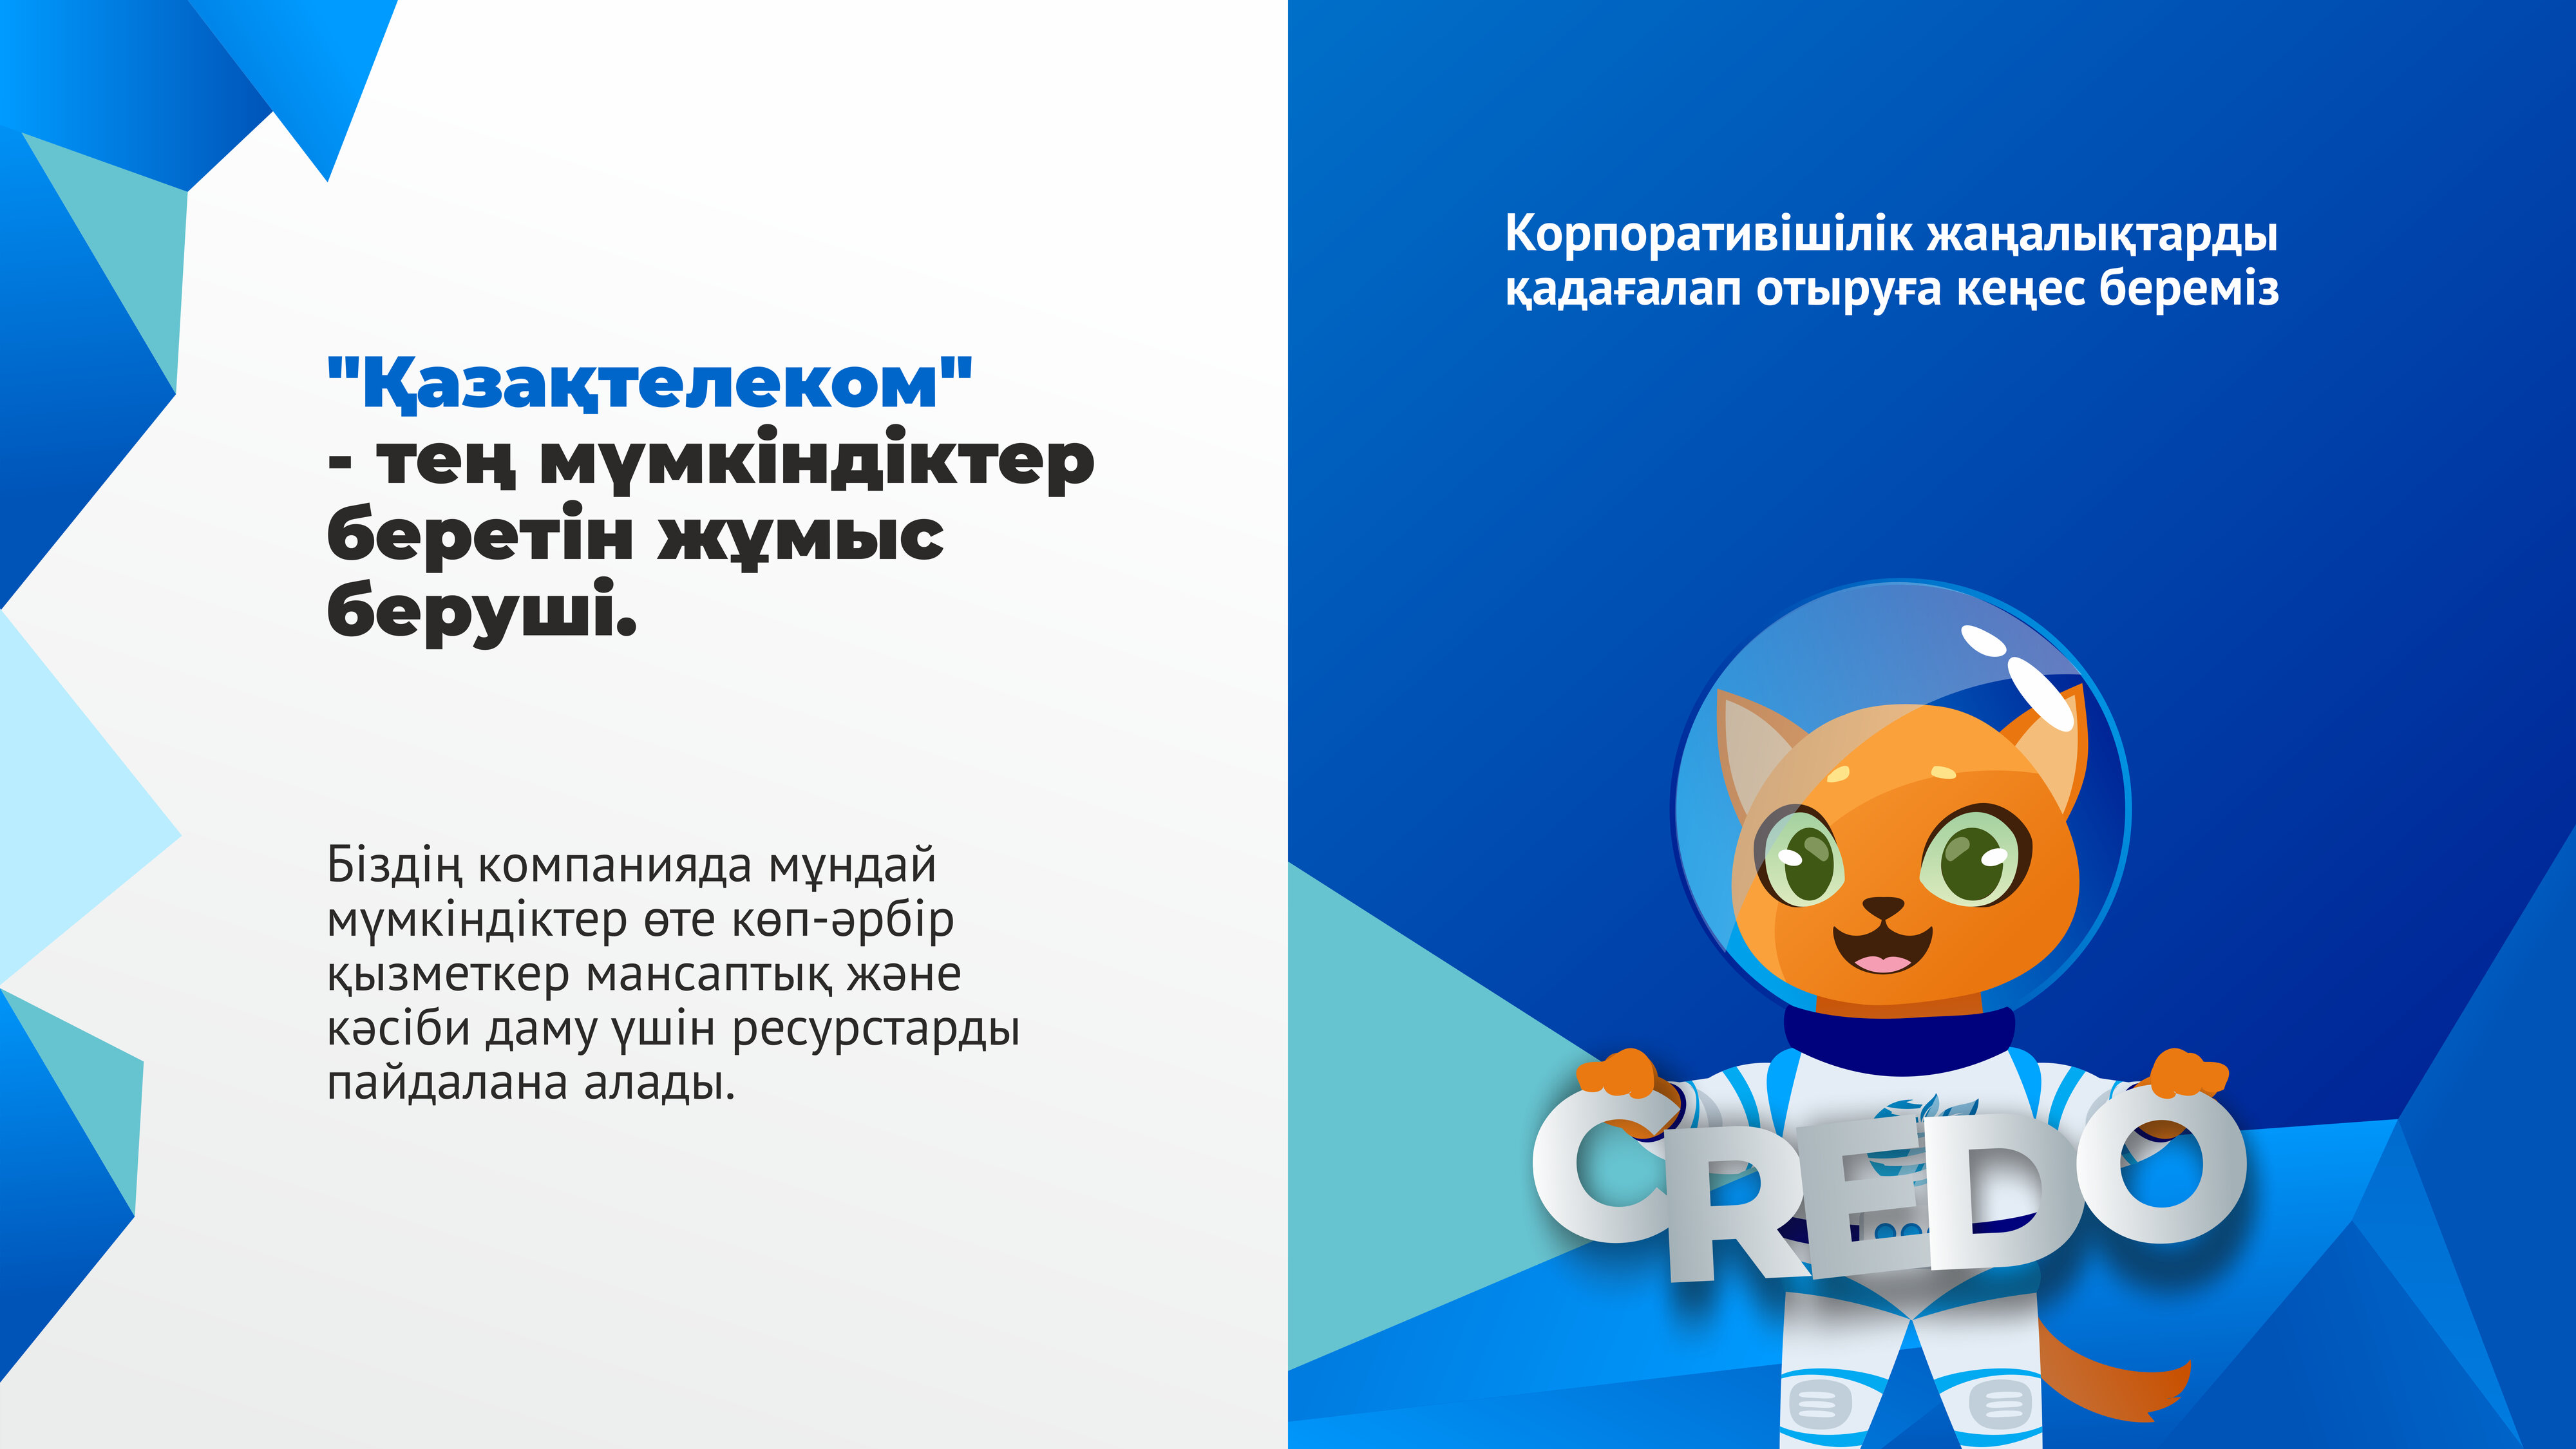 "Қазақтелеком"
- тең мүмкіндіктер
беретін жұмыс
беруші.
Біздің компанияда мұндай
мүмкіндіктер өте көп-әрбір
қызметкер мансаптық және
кәсіби даму үшін ресурстарды
пайдалана алады.
Корпоративішілік жаңалықтарды
қадағалап отыруға кеңес береміз
CREDO